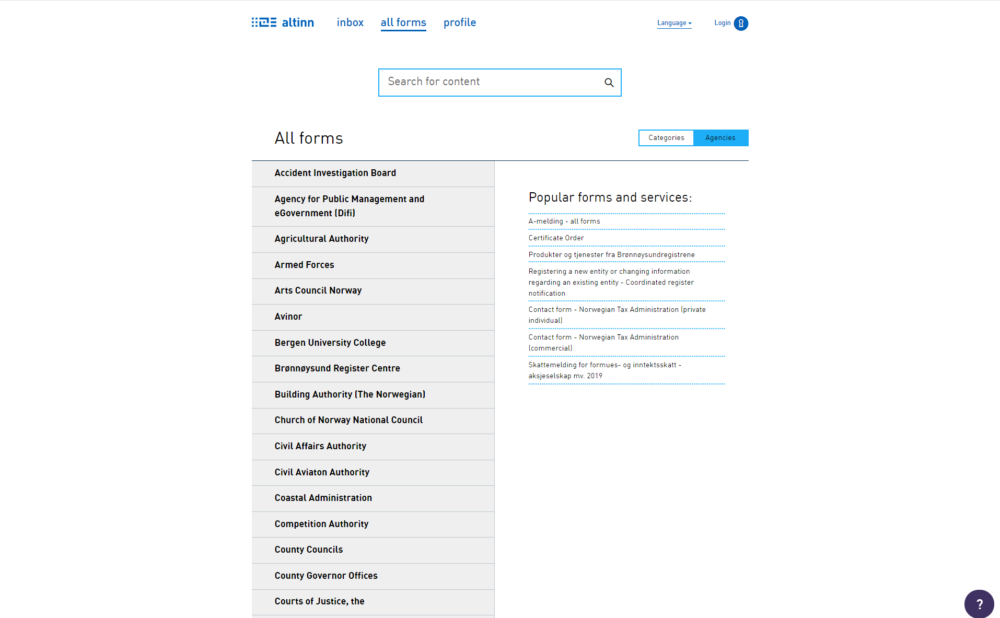 altinn inbox all forms profile Language Login
Search for content
All forms
Categories Agencies
Accident Investigation Board
Agency for Public Management and
eGovernment (Difi)
Agricultural Authority
Armed Forces
Arts Council Norway
Avinor
Bergen University College
Brønnøysund Register Centre
Building Authority (The Norwegian)
Church of Norway National Council
Civil Affairs Authority
Civil Aviaton Authority
Coastal Administration
Competition Authority
County Councils
County Governor Offices
Courts of Justice, the
Popular forms and services:
A-melding - all forms
Certificate Order
Produkter og tjenester fra Brønnøysundregistrene
Registering a new entity or changing information
regarding an existing entity - Coordinated register
notification
Contact form - Norwegian Tax Administration (private
individual)
Contact form - Norwegian Tax Administration
(commercial)
Skattemelding for formues- og inntektsskatt -
aksjeselskap mv. 2019
?